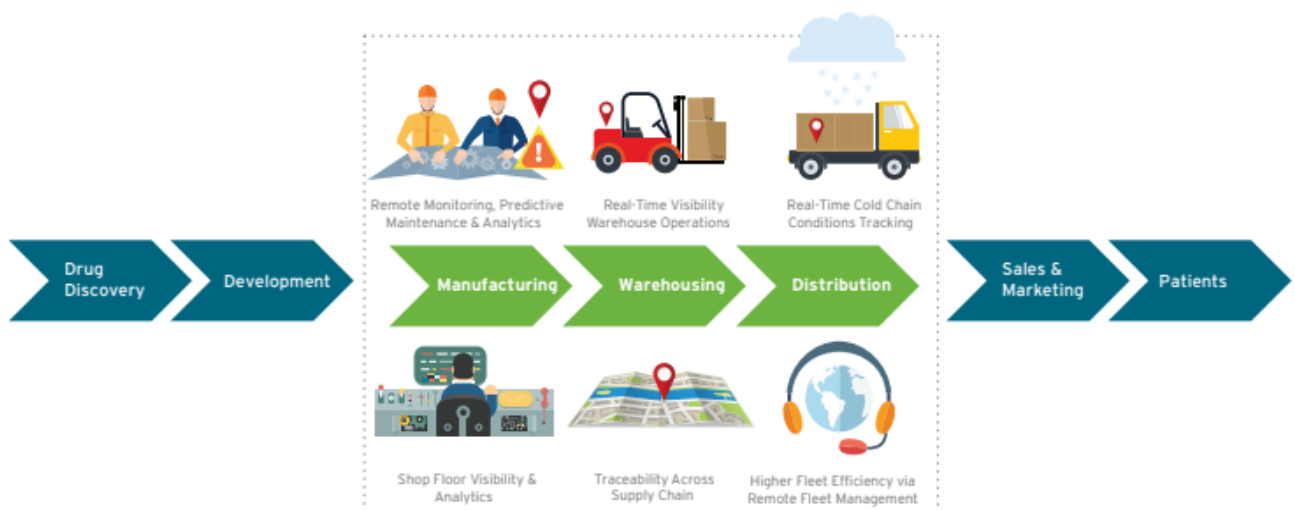 Remote Monitoring, Predictive
Maintenance & Analytics
Real-Time Visibility
Warehouse Operations
Real-Time Cold Chain
Conditions Tracking
Drug
Discovery
Development
Manufacturing
Warehousing
Distribution
Sales &
Marketing
Patients
Shop Floor Visibility &
Analytics
Traceability Across
Supply Chain
Higher Fleet Efficiency via
Remote Fleet Management